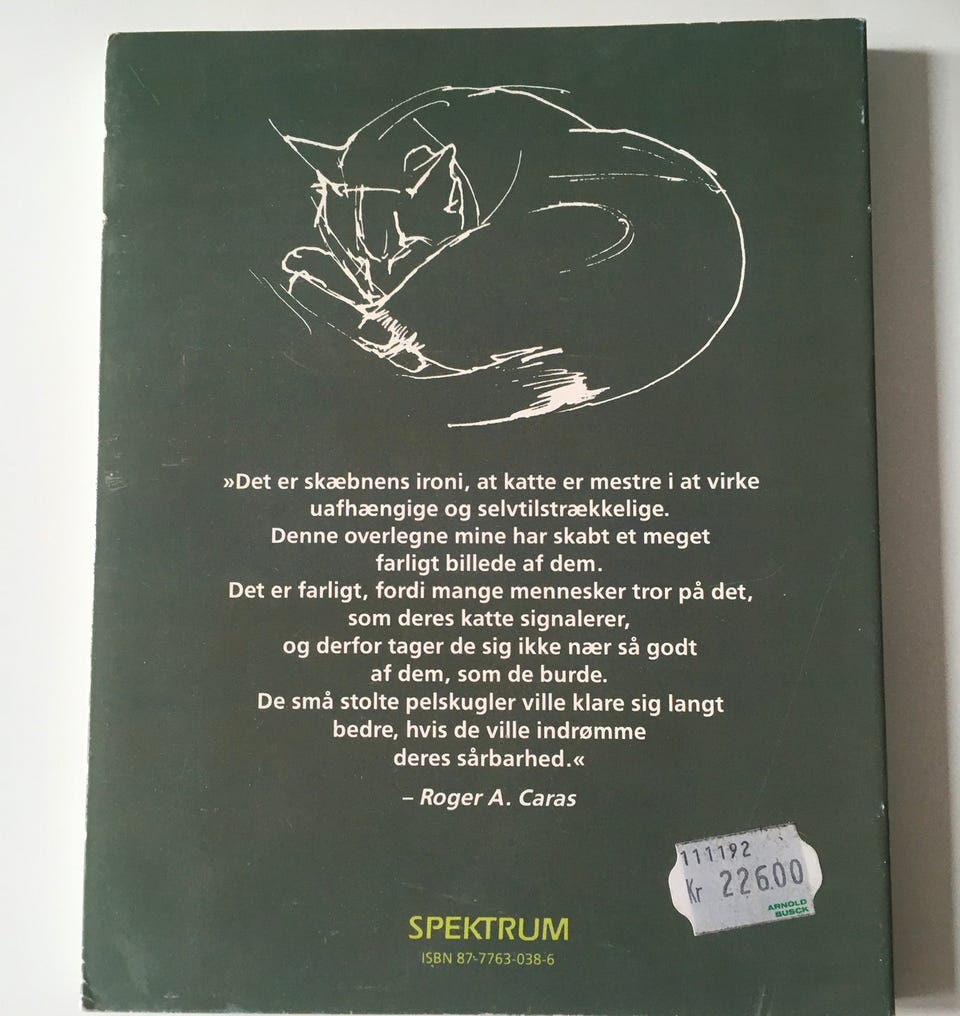 »Det er skæbnens ironi, at katte er mestre i at virke
uafhængige og selvtilstrækkelige.
Denne overlegne mine har skabt et meget
farligt billede af dem.
Det er farligt, fordi mange mennesker tror på det,
som deres katte signalerer,
og derfor tager de sig ikke nær så godt
af dem, som de burde.
De små stolte pelskugler ville klare sig langt
bedre, hvis de ville indrømme
deres sårbarhed.«
– Roger A. Caras
111192
Kr 226.00
ARNOLD
BUSCK
SPEKTRUM
ISBN 87-7763-038-6